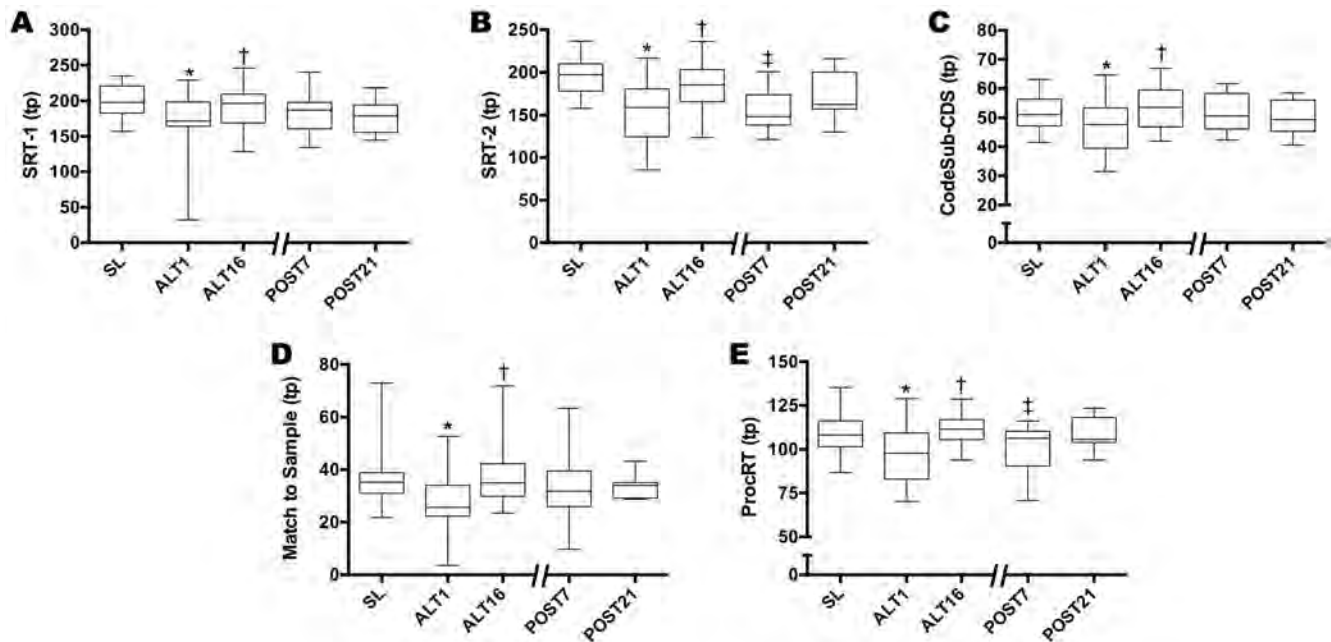 A
SRT-1 (tp)
300
250
200
150
100
50
0
*
†
SL
ALT1
ALT16
POST7
POST21
B
SRT-2 (tp)
250
200
150
100
50
0
*
†
‡
SL
ALT1
ALT16
POST7
POST21
C
CodeSub-CDS (tp)
80
70
60
50
40
30
20
0
*
†
SL
ALT1
ALT16
POST7
POST21
D
Match to Sample (tp)
80
60
40
20
0
*
†
SL
ALT1
ALT16
POST7
POST21
E
ProcRT (tp)
150
125
100
75
50
0
*
†
‡
SL
ALT1
ALT16
POST7
POST21